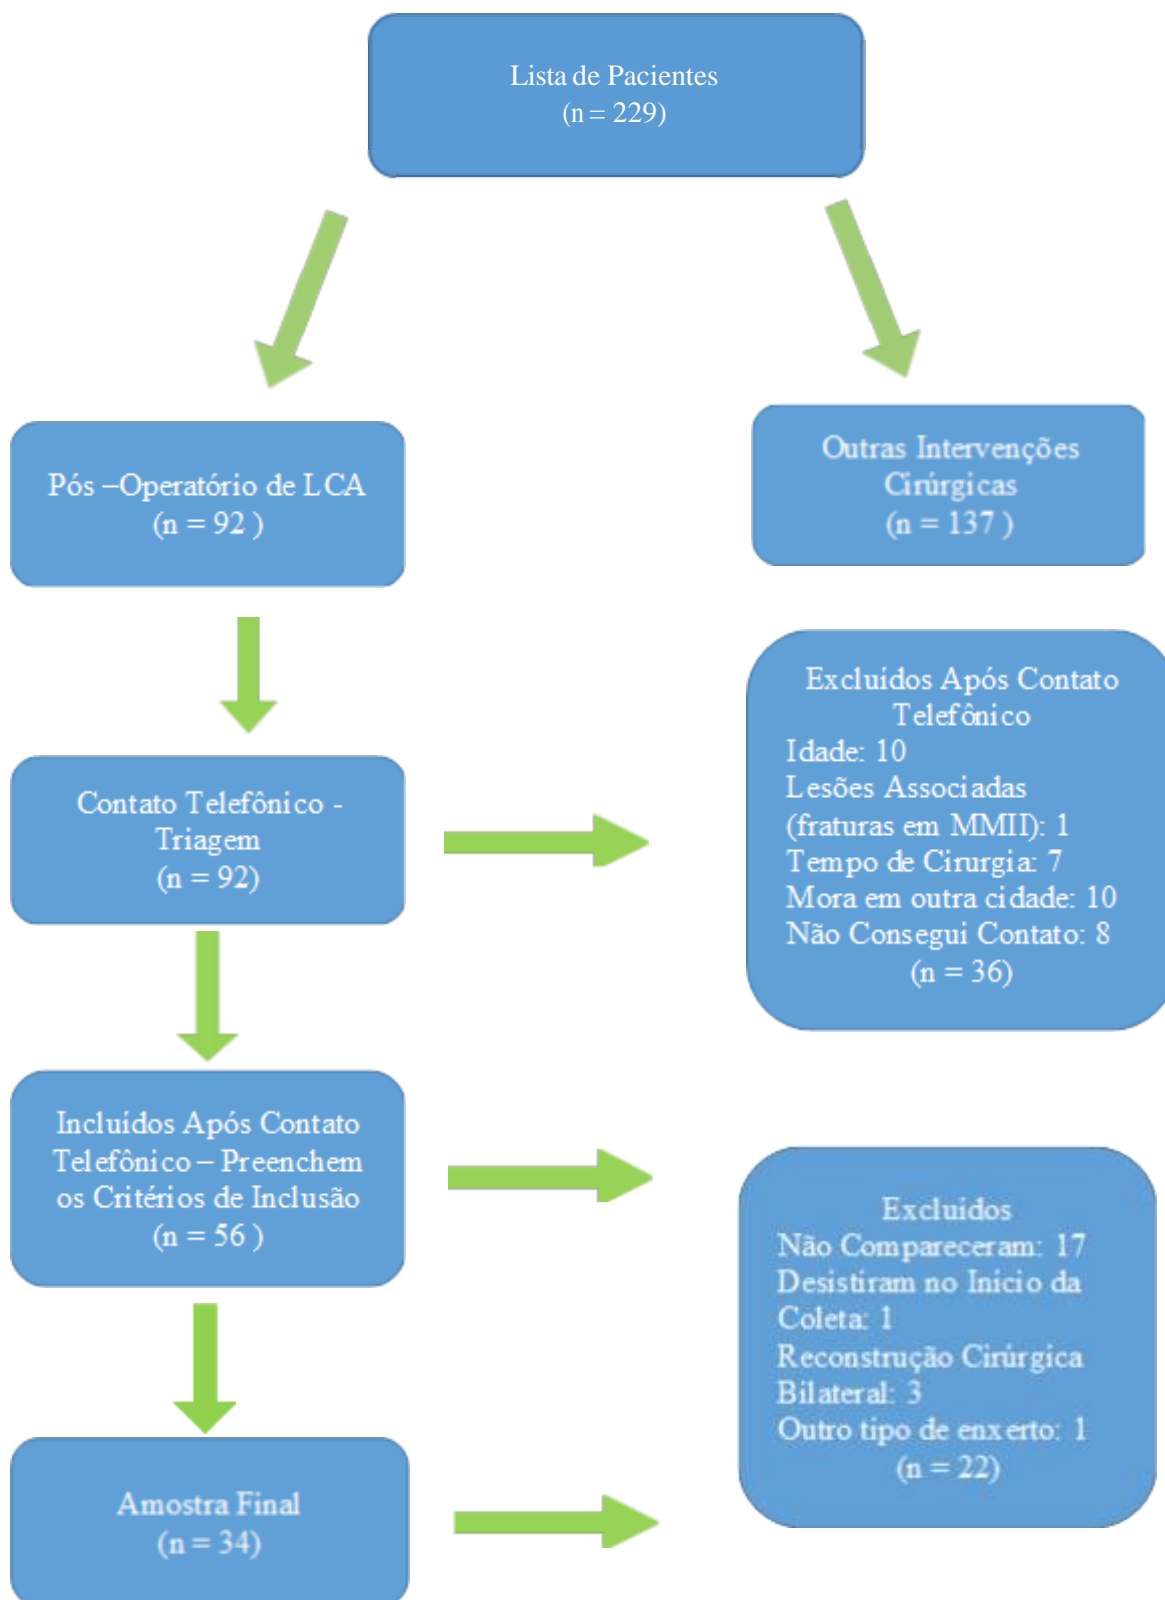 Lista de Pacientes
(n = 229)
Pós –Operatório de LCA
(n = 92 )
Outras Intervenções
Cirúrgicas
(n = 137 )
Contato Telefônico -
Triagem
(n = 92)
Excluídos Após Contato
Telefônico
Idade: 10
Lesões Associadas
(fraturas em MMII): 1
Tempo de Cirurgia: 7
Mora em outra cidade: 10
Não Consegui Contato: 8
(n = 36)
Incluídos Após Contato
Telefônico – Preenchem
os Critérios de Inclusão
(n = 56 )
Excluídos
Não Compareceram: 17
Desistiram no Início da
Coleta: 1
Reconstrução Cirúrgica
Bilateral: 3
Outro tipo de enxerto: 1
(n = 22)
Amostra Final
(n = 34)